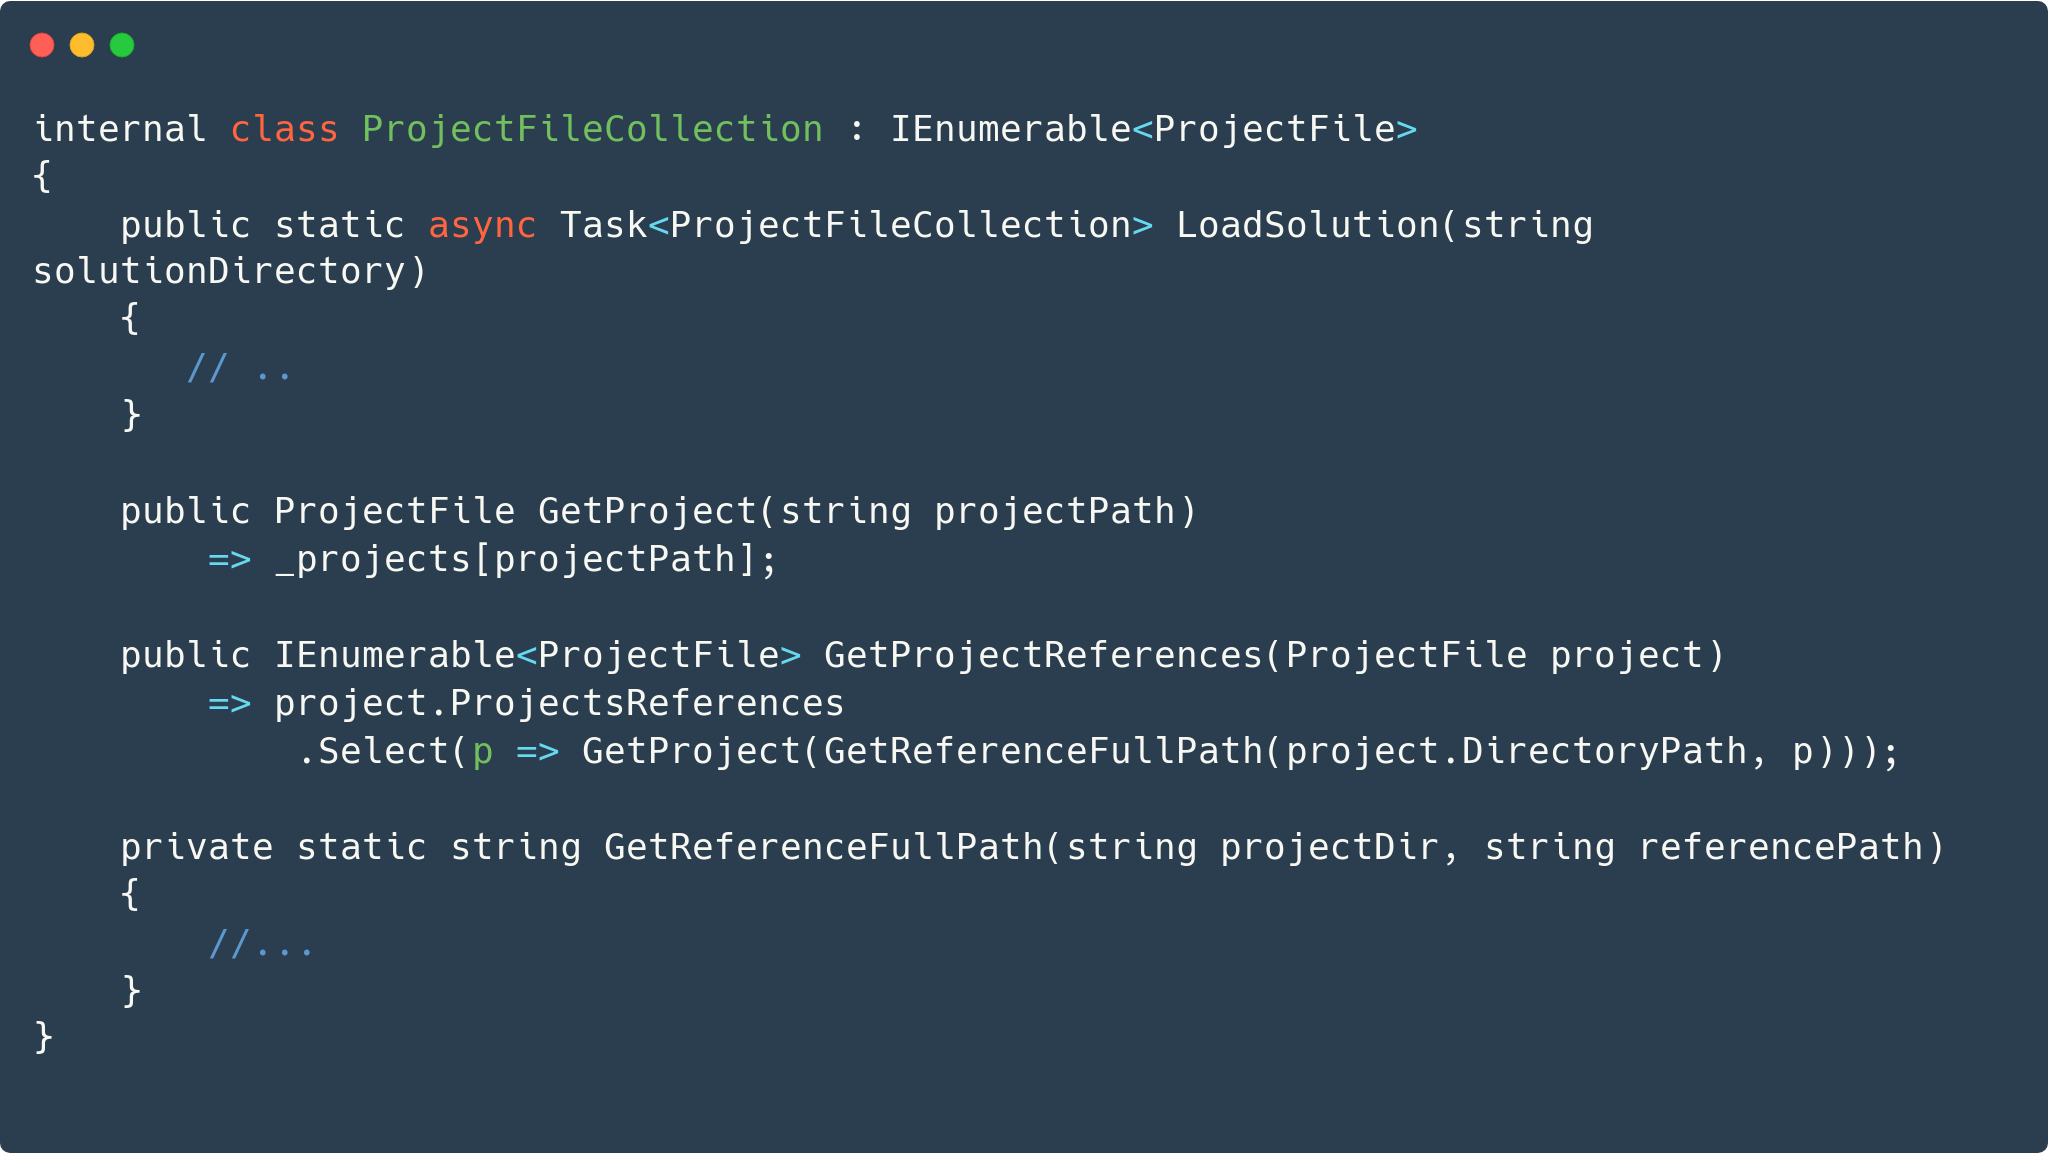 internal class ProjectFileCollection : IEnumerable<ProjectFile>
{
    public static async Task<ProjectFileCollection> LoadSolution(string
solutionDirectory)
    {
       // ..
    }

    public ProjectFile GetProject(string projectPath)
        => _projects[projectPath];

    public IEnumerable<ProjectFile> GetProjectReferences(ProjectFile project)
        => project.ProjectsReferences
            .Select(p => GetProject(GetReferenceFullPath(project.DirectoryPath, p)));

    private static string GetReferenceFullPath(string projectDir, string referencePath)
    {
        //...
    }
}